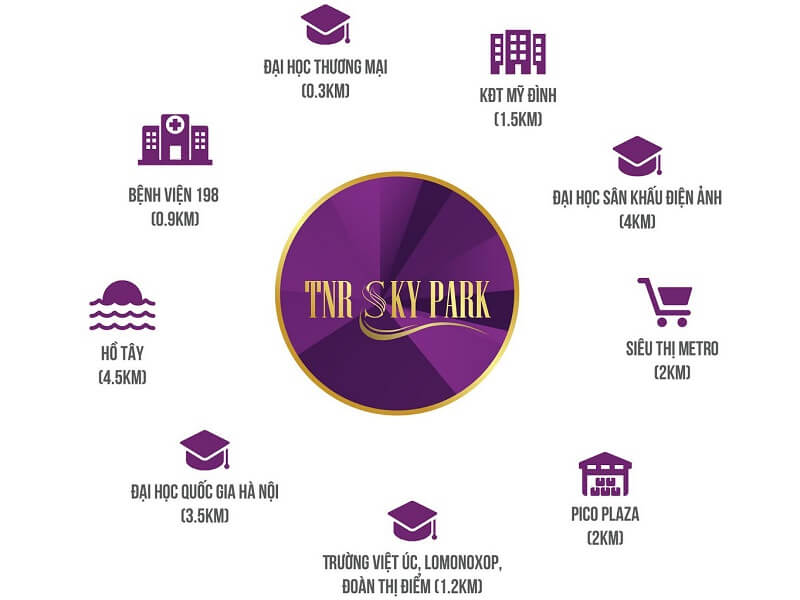 ĐẠI HỌC THƯƠNG MẠI
(0.3KM)
KĐT MỸ ĐÌNH
(1.5KM)
BỆNH VIỆN 198
(0.9KM)
ĐẠI HỌC SÂN KHẤU ĐIỆN ẢNH
(4KM)
TNR SKY PARK
HỒ TÂY
(4.5KM)
SIÊU THỊ METRO
(2KM)
ĐẠI HỌC QUỐC GIA HÀ NỘI
(3.5KM)
PICO PLAZA
(2KM)
TRƯỜNG VIỆT ÚC, LOMONOXOP,
ĐOÀN THỊ ĐIỂM (1.2KM)